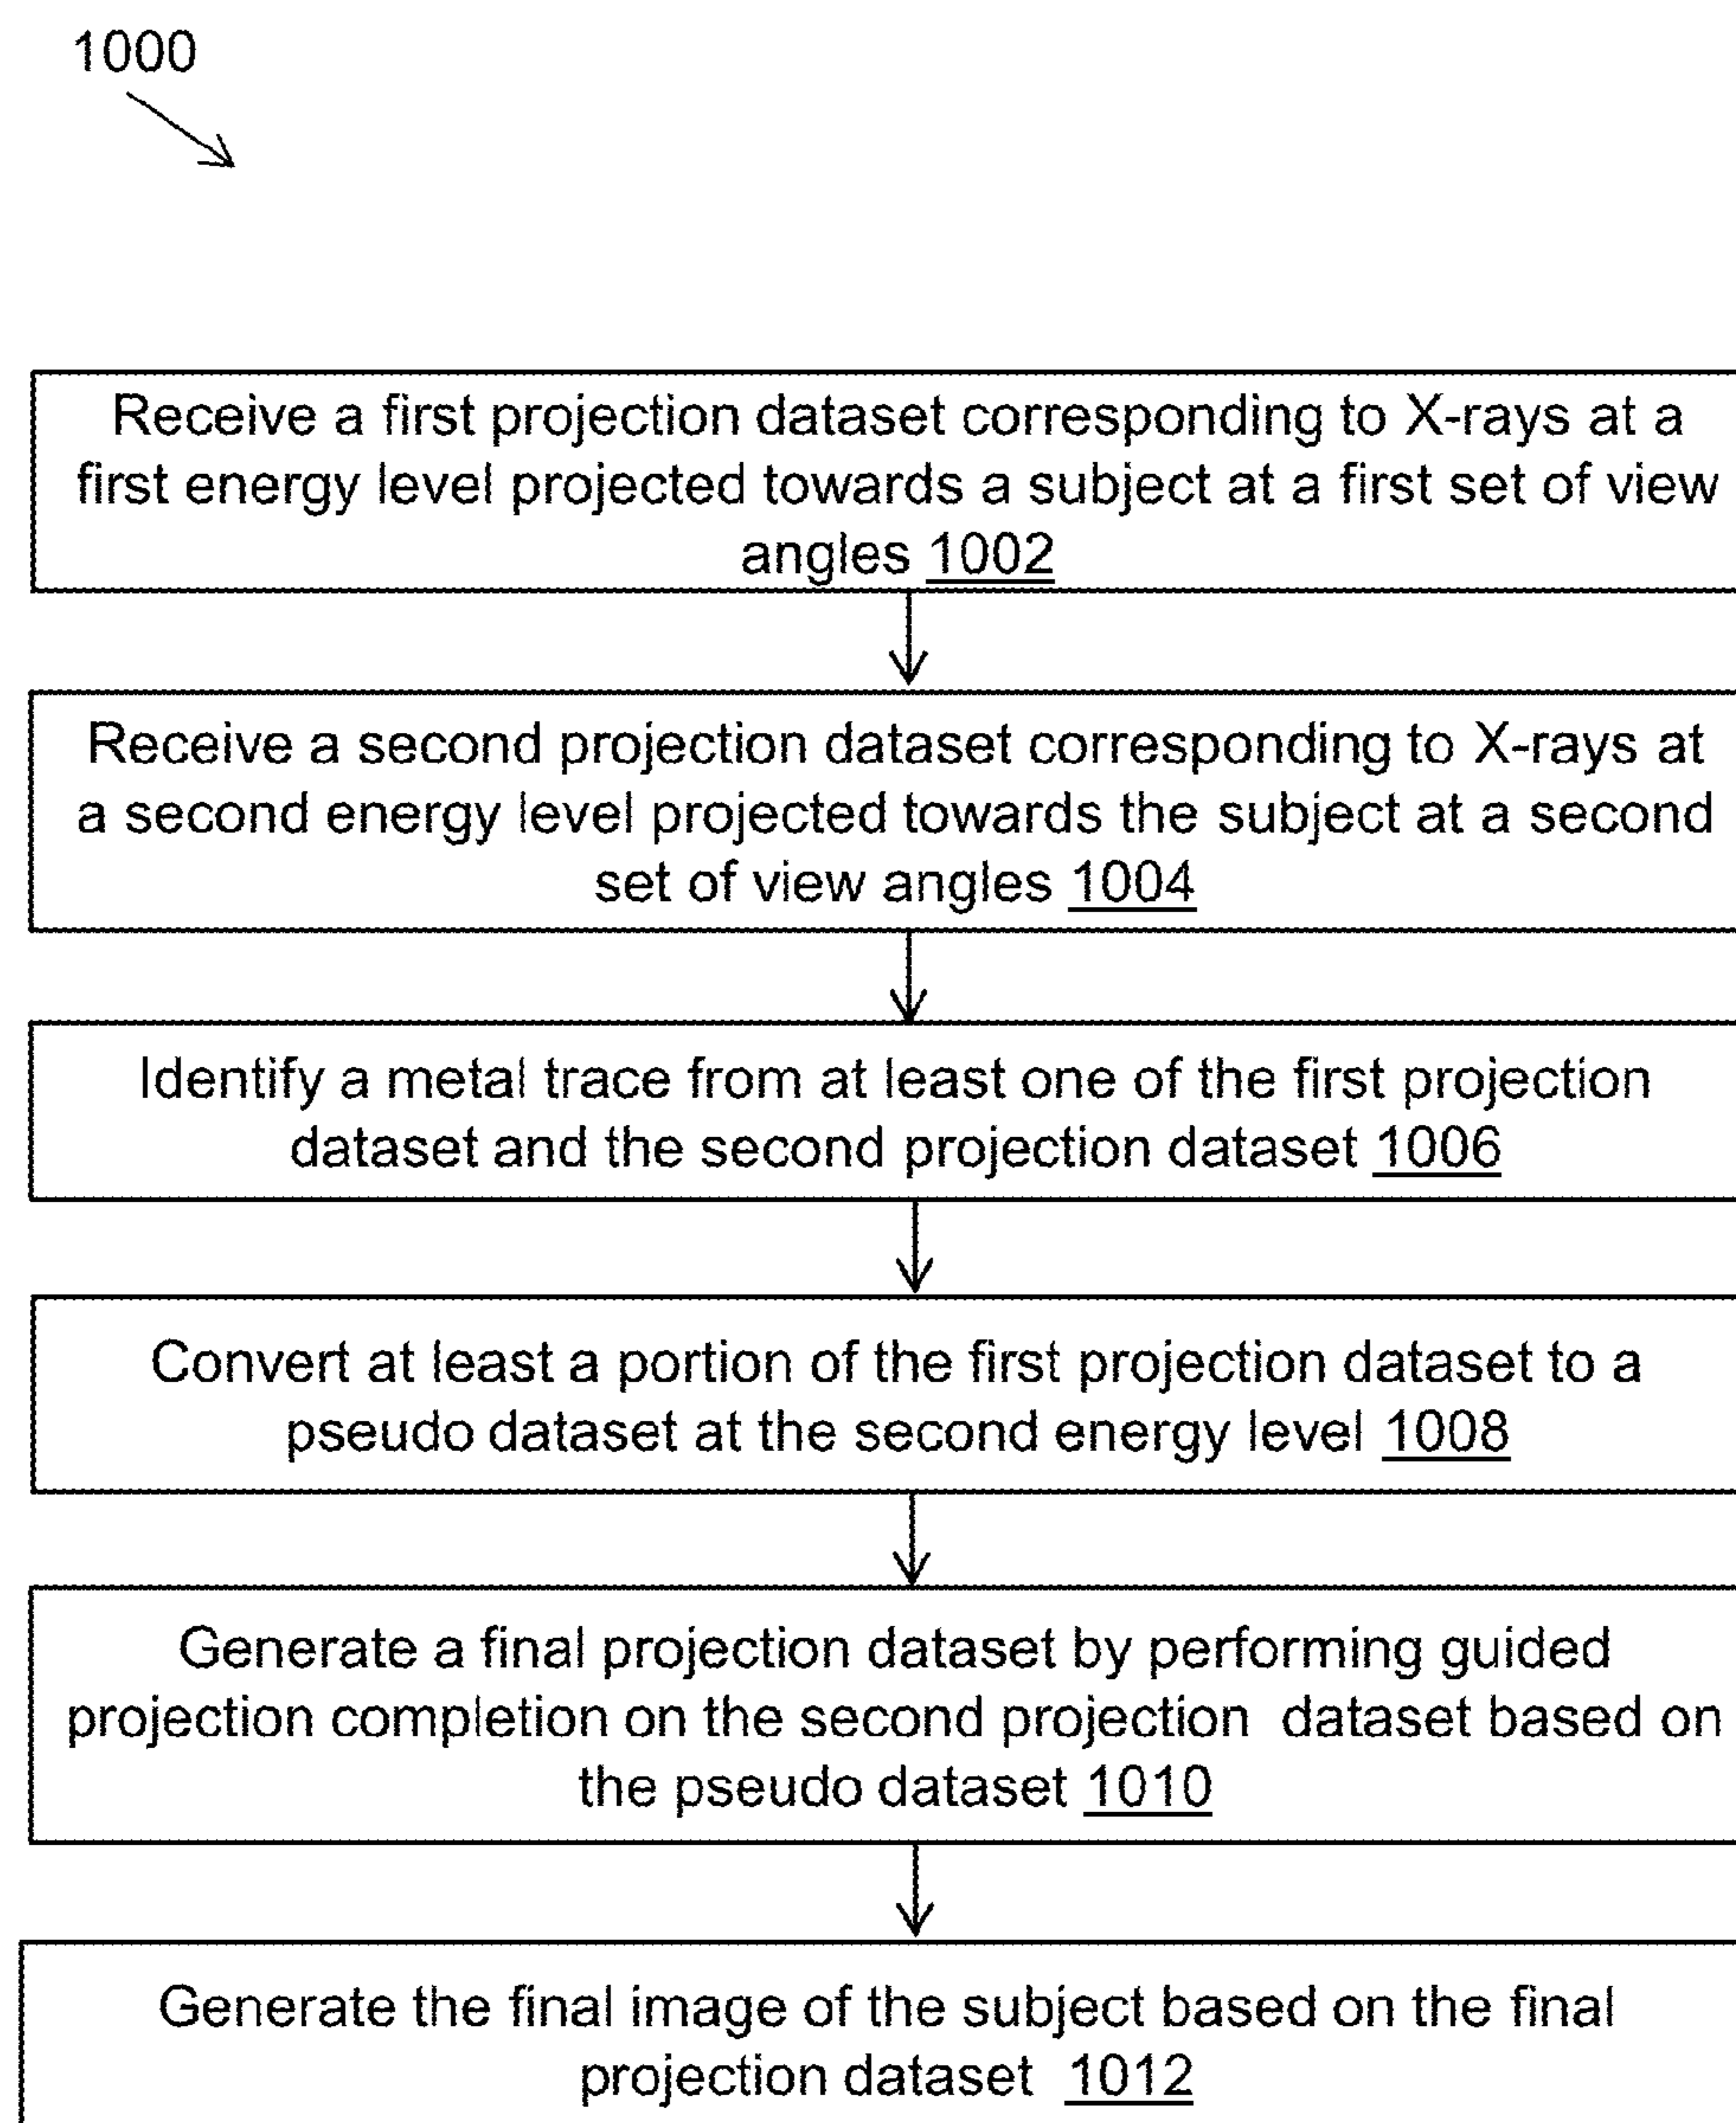 1000
Receive a first projection dataset corresponding to X-rays at a
first energy level projected towards a subject at a first set of view
angles 1002
Receive a second projection dataset corresponding to X-rays at
a second energy level projected towards the subject at a second
set of view angles 1004
Identify a metal trace from at least one of the first projection
dataset and the second projection dataset 1006
Convert at least a portion of the first projection dataset to a
pseudo dataset at the second energy level 1008
Generate a final projection dataset by performing guided
projection completion on the second projection dataset based on
the pseudo dataset 1010
Generate the final image of the subject based on the final
projection dataset 1012